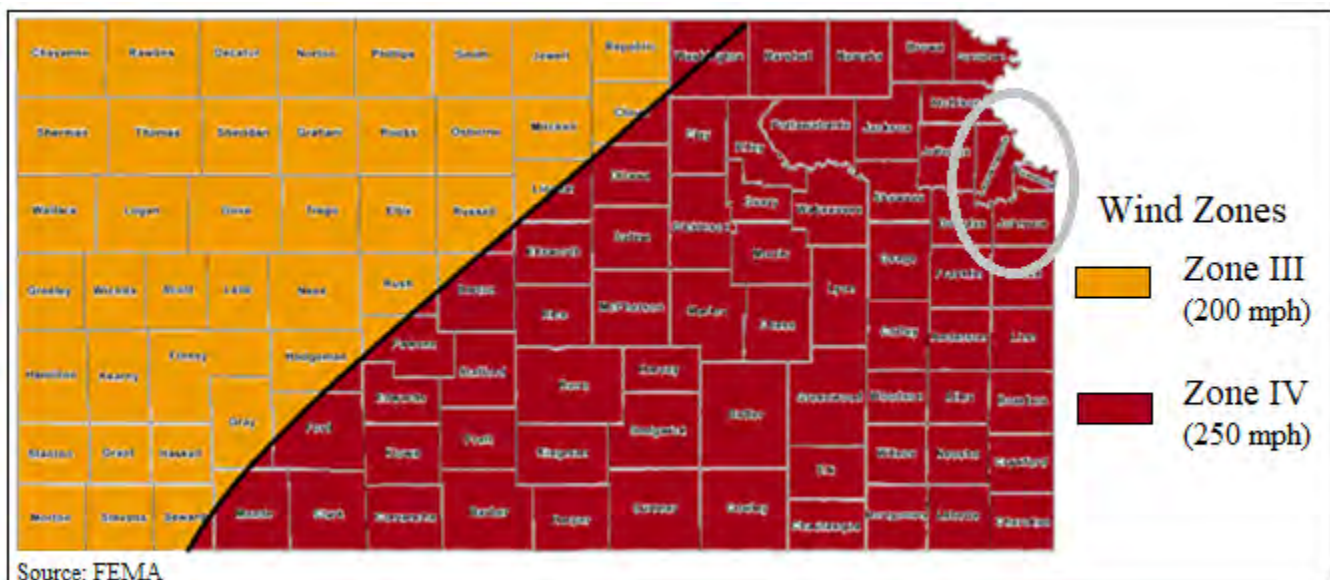 Cheyenne Rawlins Decatur Norton Phillips Smith Jewell Republic Washington Marshall Nemaha Brown
Sherman Thomas Sheridan Graham Rooks Osborne Mitchell Clay Riley Pottawatomie Jackson Jefferson
Wallace Logan Gove Trego Ellis Russell Lincoln Ottawa Saline Dickinson Geary Wabaunsee Shawnee Douglas Johnson
Greeley Wichita Scott Lane Ness Rush Barton Ellsworth Rice McPherson Marion Morris Chase Lyon Osage Franklin
Hamilton Kearny Finney Hodgeman Pawnee Stafford Reno Harvey Butler Greenwood Coffey Anderson Linn
Stanton Grant Haskell Gray Ford Edwards Kiowa Pratt Kingman Sedgwick Elk Woodson Allen Bourbon Wilson Neosho Crawford
Morton Stevens Seward Meade Clark Comanche Barber Harper Sumner Cowley Chautauqua Montgomery Labette Cherokee
Wind Zones
Zone III
(200 mph)
Zone IV
(250 mph)
Source: FEMA